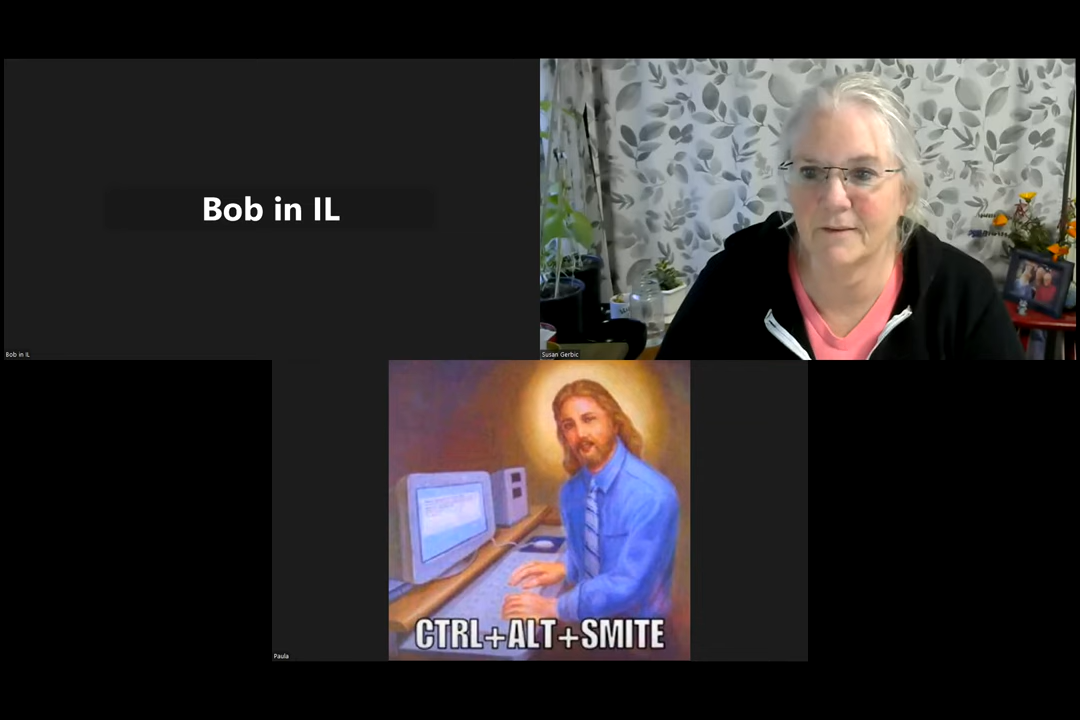 Bob in IL
Bob in IL
Susan Gerbic
CTRL+ALT+SMITE
Paula